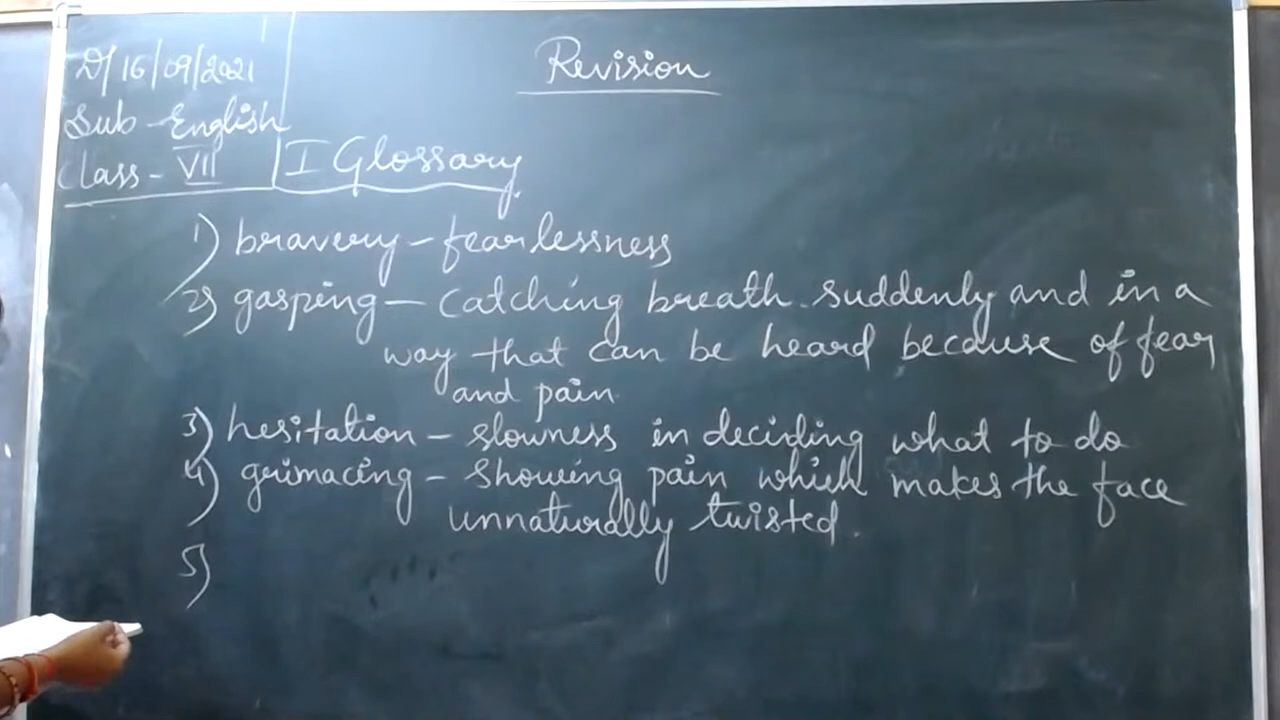 D/ 16/09/2021
Sub - English
Class - VII
Revision
I Glossary
1) bravery - fearlessness
2) gasping - catching breath suddenly and in a
way that can be heard because of fear
and pain
3) hesitation - slowness in deciding what to do
4) grimacing - showing pain which makes the face
unnaturally twisted.
5)